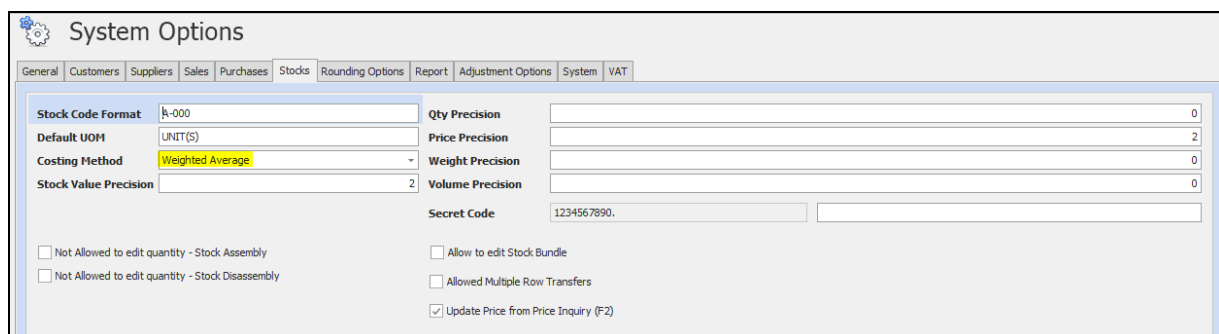 System Options
General Customers Suppliers Sales Purchases Stocks Rounding Options Report Adjustment Options System VAT
Stock Code Format A-000 Qty Precision 0
Default UOM UNIT(S) Price Precision 2
Costing Method Weighted Average Weight Precision 0
Stock Value Precision 2 Volume Precision 0
Secret Code 1234567890.
Not Allowed to edit quantity - Stock Assembly Allow to edit Stock Bundle
Not Allowed to edit quantity - Stock Disassembly
Allowed Multiple Row Transfers
Update Price from Price Inquiry (F2)